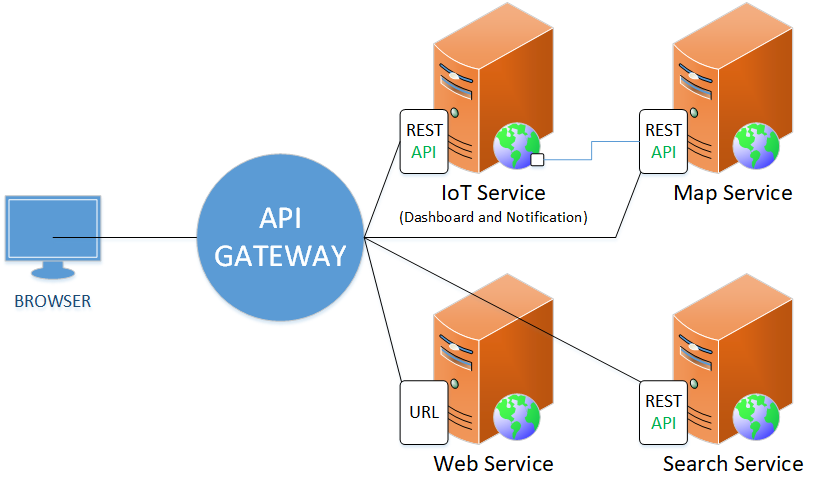 REST
API
IoT Service
(Dashboard and Notification)
REST
API
Map Service
API
GATEWAY
BROWSER
URL
Web Service
REST
API
Search Service